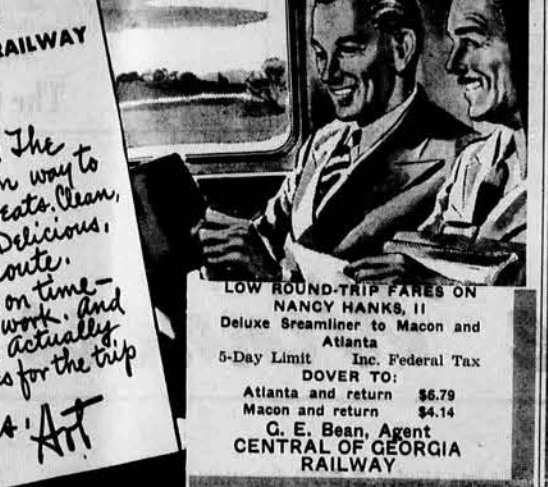 RAILWAY
The
way to
eats. Clean,
Delicious,
route.
on time—
work. And
actually
for the trip
Art
LOW ROUND-TRIP FARES ON
NANCY HANKS, II
Deluxe Sreamliner to Macon and
Atlanta
5-Day Limit Inc. Federal Tax
DOVER TO:
Atlanta and return $6.79
Macon and return $4.14
G. E. Bean, Agent
CENTRAL OF GEORGIA
RAILWAY